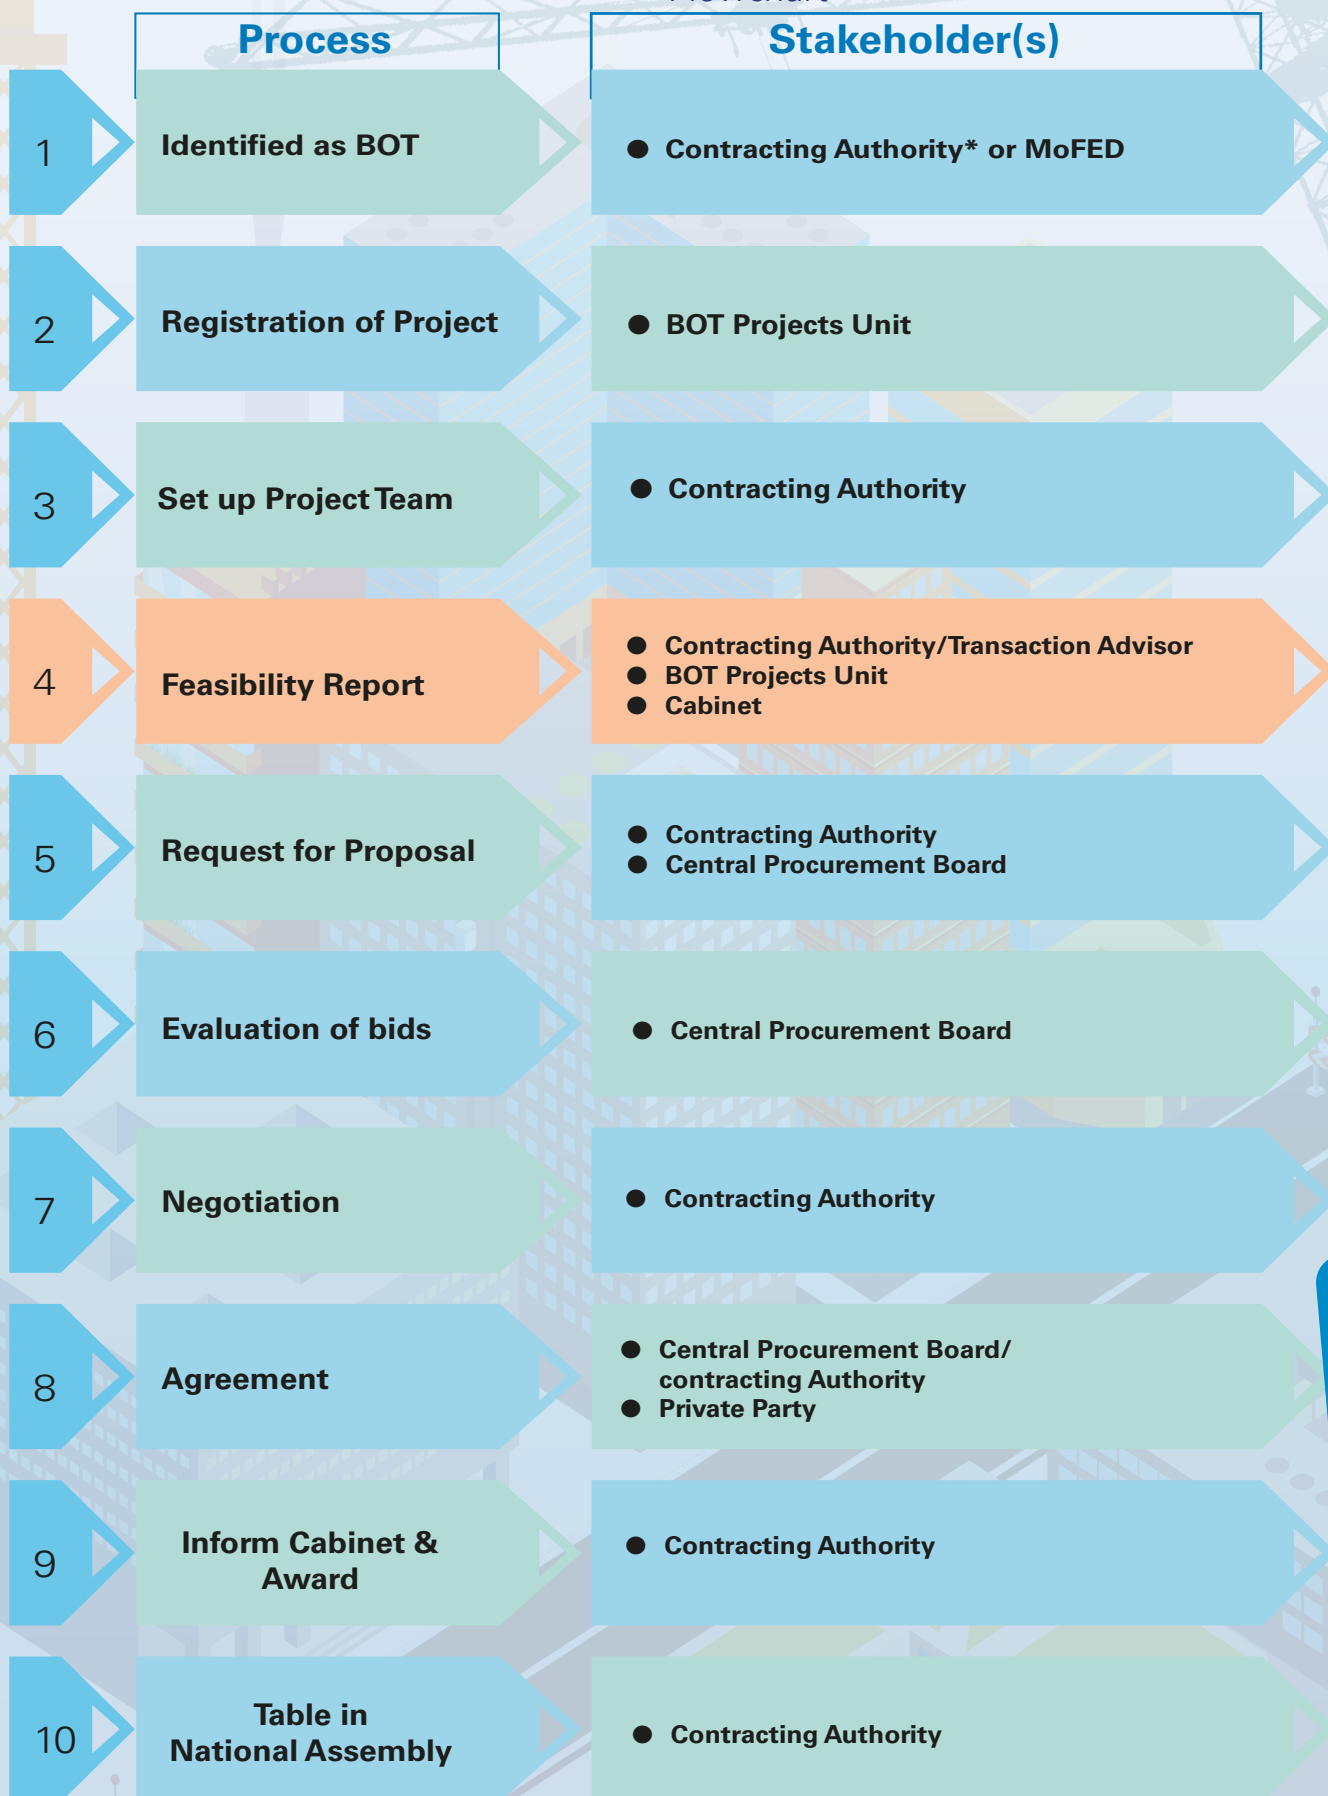 Flowchart
Process
Stakeholder(s)
1
Identified as BOT
● Contracting Authority* or MoFED
2
Registration of Project
● BOT Projects Unit
3
Set up Project Team
● Contracting Authority
4
Feasibility Report
● Contracting Authority/Transaction Advisor
● BOT Projects Unit
● Cabinet
5
Request for Proposal
● Contracting Authority
● Central Procurement Board
6
Evaluation of bids
● Central Procurement Board
7
Negotiation
● Contracting Authority
8
Agreement
● Central Procurement Board/
contracting Authority
● Private Party
9
Inform Cabinet &
Award
● Contracting Authority
10
Table in
National Assembly
● Contracting Authority